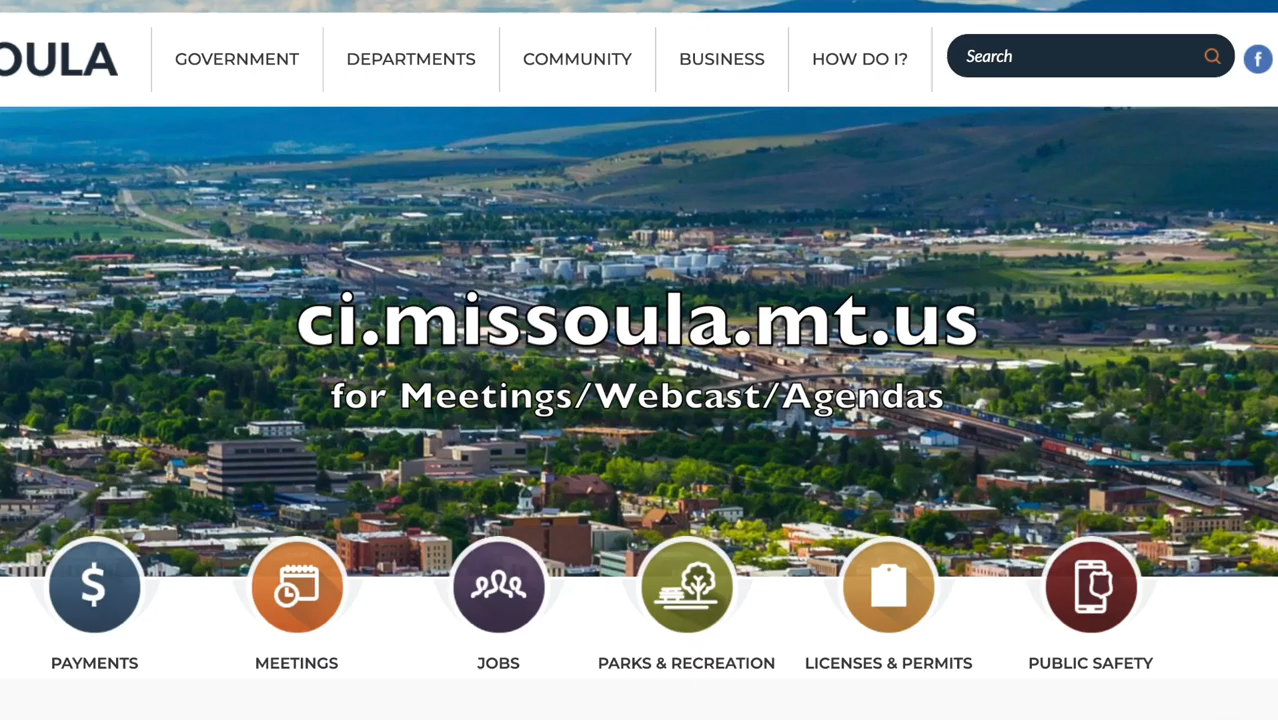 OULA
GOVERNMENT
DEPARTMENTS
COMMUNITY
BUSINESS
HOW DO I?
Search
f
ci.missoula.mt.us
for Meetings/Webcast/Agendas
$
PAYMENTS
MEETINGS
JOBS
PARKS & RECREATION
LICENSES & PERMITS
PUBLIC SAFETY